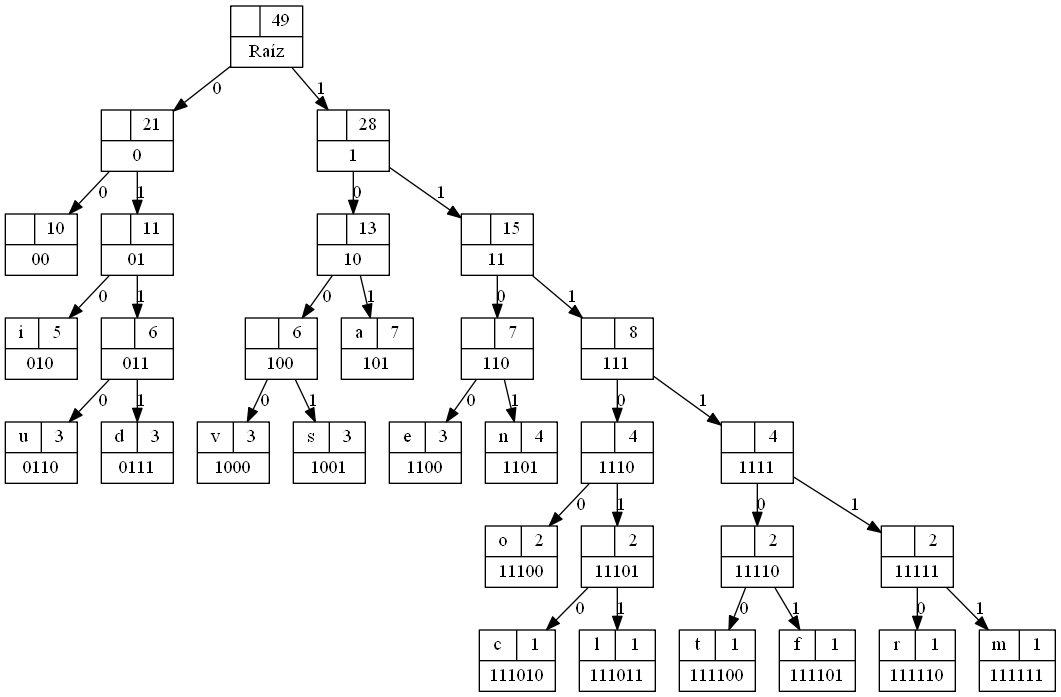 49
Raíz
0 1
21 28
0 1
0 1 0 1
10 11 13 15
00 01 10 11
0 1 0 1 0 1
i 5 6 6 a 7 7 8
010 011 100 101 110 111
0 1 0 1 0 1 0 1
u 3 d 3 v 3 s 3 e 3 n 4 4 4
0110 0111 1000 1001 1100 1101 1110 1111
0 1 0 1
o 2 2 2 2
11100 11101 11110 11111
0 1 0 1 0 1
c 1 l 1 t 1 f 1 r 1 m 1
111010 111011 111100 111101 111110 111111